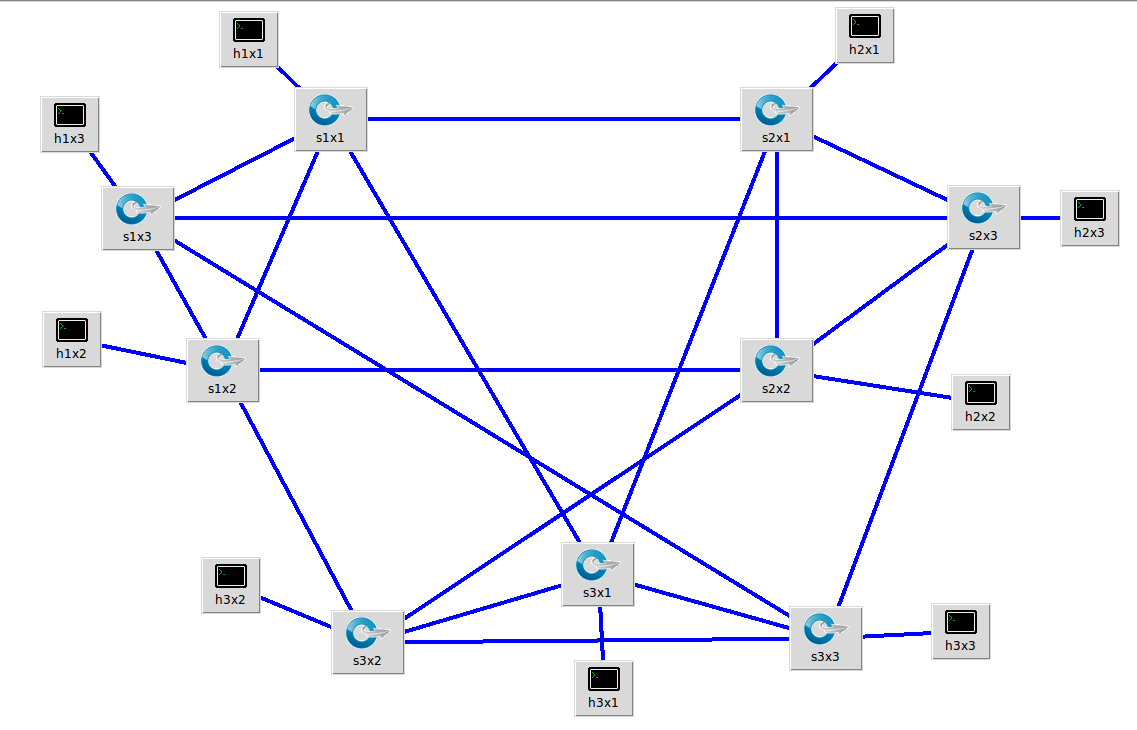 h1x1
h2x1
h1x3
s1x1
s2x1
s1x3
s2x3
h2x3
h1x2
s1x2
s2x2
h2x2
s3x1
h3x2
s3x2
s3x3
h3x3
h3x1